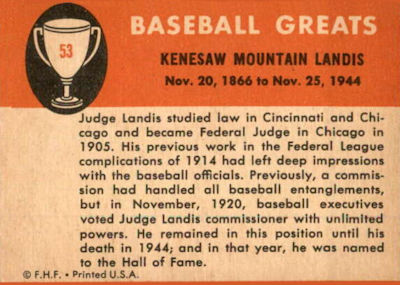 BASEBALL GREATS
53
KENESAW MOUNTAIN LANDIS
Nov. 20, 1866 to Nov. 25, 1944
Judge Landis studied law in Cincinnati and Chi-
cago and became Federal Judge in Chicago in
1905. His previous work in the Federal League
complications of 1914 had left deep impressions
with the baseball officials. Previously, a commis-
sion had handled all baseball entanglements,
but in November, 1920, baseball executives
voted Judge Landis commissioner with unlimited
powers. He remained in this position until his
death in 1944; and in that year, he was named
to the Hall of Fame.
© F.H.F. • Printed U.S.A.